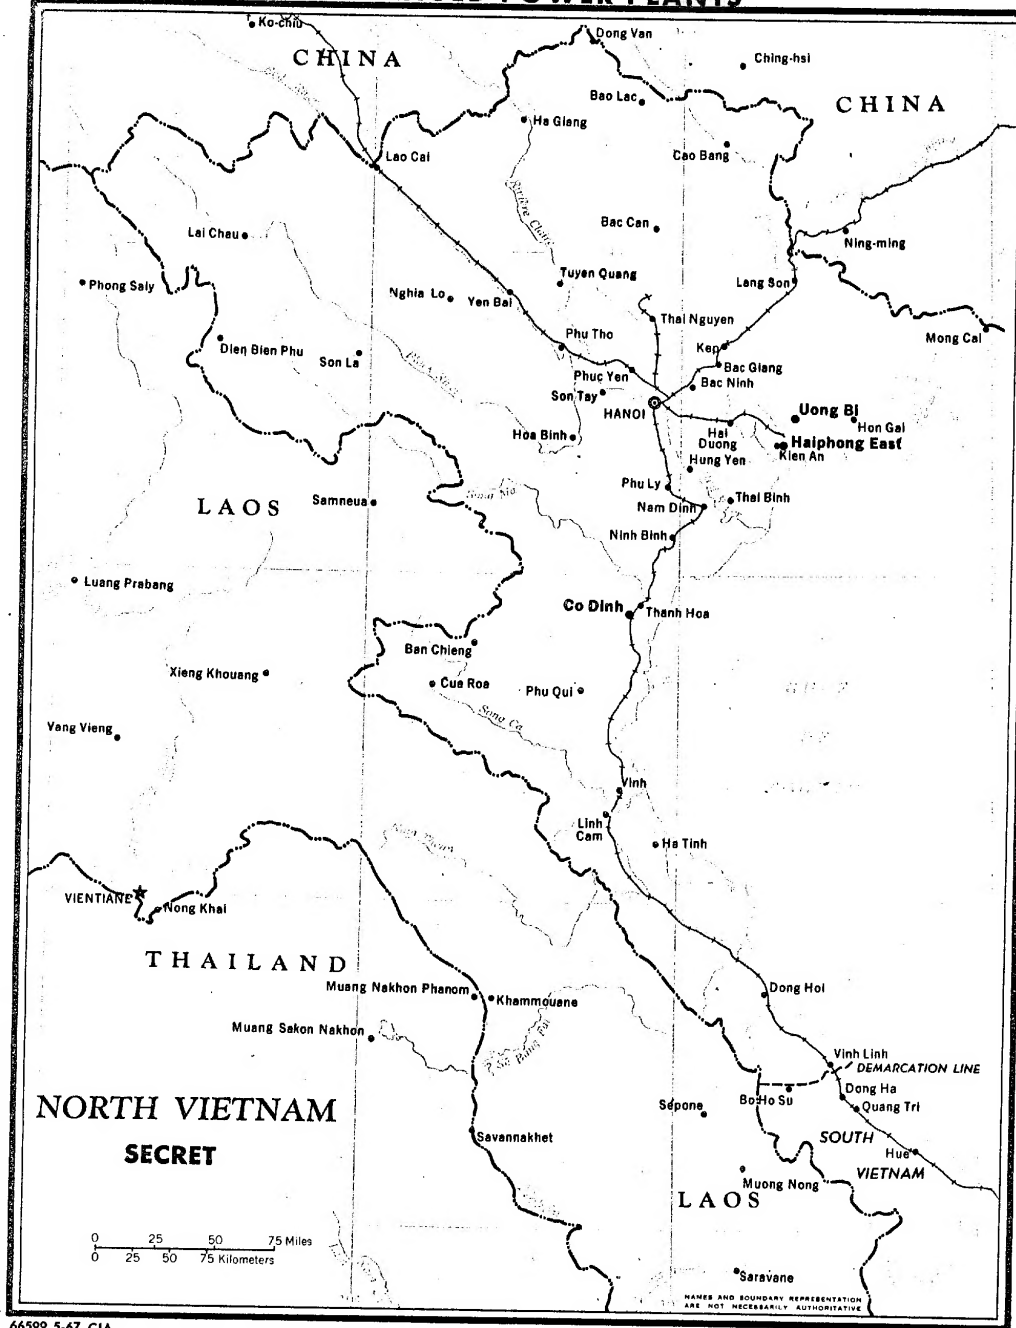 POWER PLANTS
Ko-chiu
CHINA
Dong Van
Ching-hsi
Bao Lac
CHINA
Ha Giang
Cao Bang
Lao Cai
Rivière Claire
Bac Can
Lai Chau
Ning-ming
Tuyen Quang
Lang Son
Phong Saly
Nghia Lo
Yen Bai
Thai Nguyen
Mong Cai
Phu Tho
Kep
Dien Bien Phu
Son La
Bac Giang
Phuc Yen
Bac Ninh
Son Tay
HANOI
Uong Bi
Hon Gai
Hai
Duong
Hoa Binh
Haiphong East
Kien An
Hung Yen
Phu Ly
Thai Binh
LAOS
Samneua
Song Ma
Nam Dinh
Ninh Binh
Luang Prabang
Co Dinh
Thanh Hoa
Ban Chieng
Xieng Khouang
Cua Roa
Phu Qui
Song Ca
Vang Vieng
Vinh
Linh
Cam
Ha Tinh
VIENTIANE
Nong Khai
THAILAND
Muang Nakhon Phanom
Khammouane
Dong Hoi
Muang Sakon Nakhon
Vinh Linh
DEMARCATION LINE
Bo Ho Su
Dong Ha
Quang Tri
NORTH VIETNAM
Sepone
SECRET
Savannakhet
SOUTH
VIETNAM
Hue
Muong Nong
LAOS
0 25 50 75 Miles
0 25 50 75 Kilometers
Saravane
NAMES AND BOUNDARY REPRESENTATION
ARE NOT NECESSARILY AUTHORITATIVE
66599 5-67 CIA